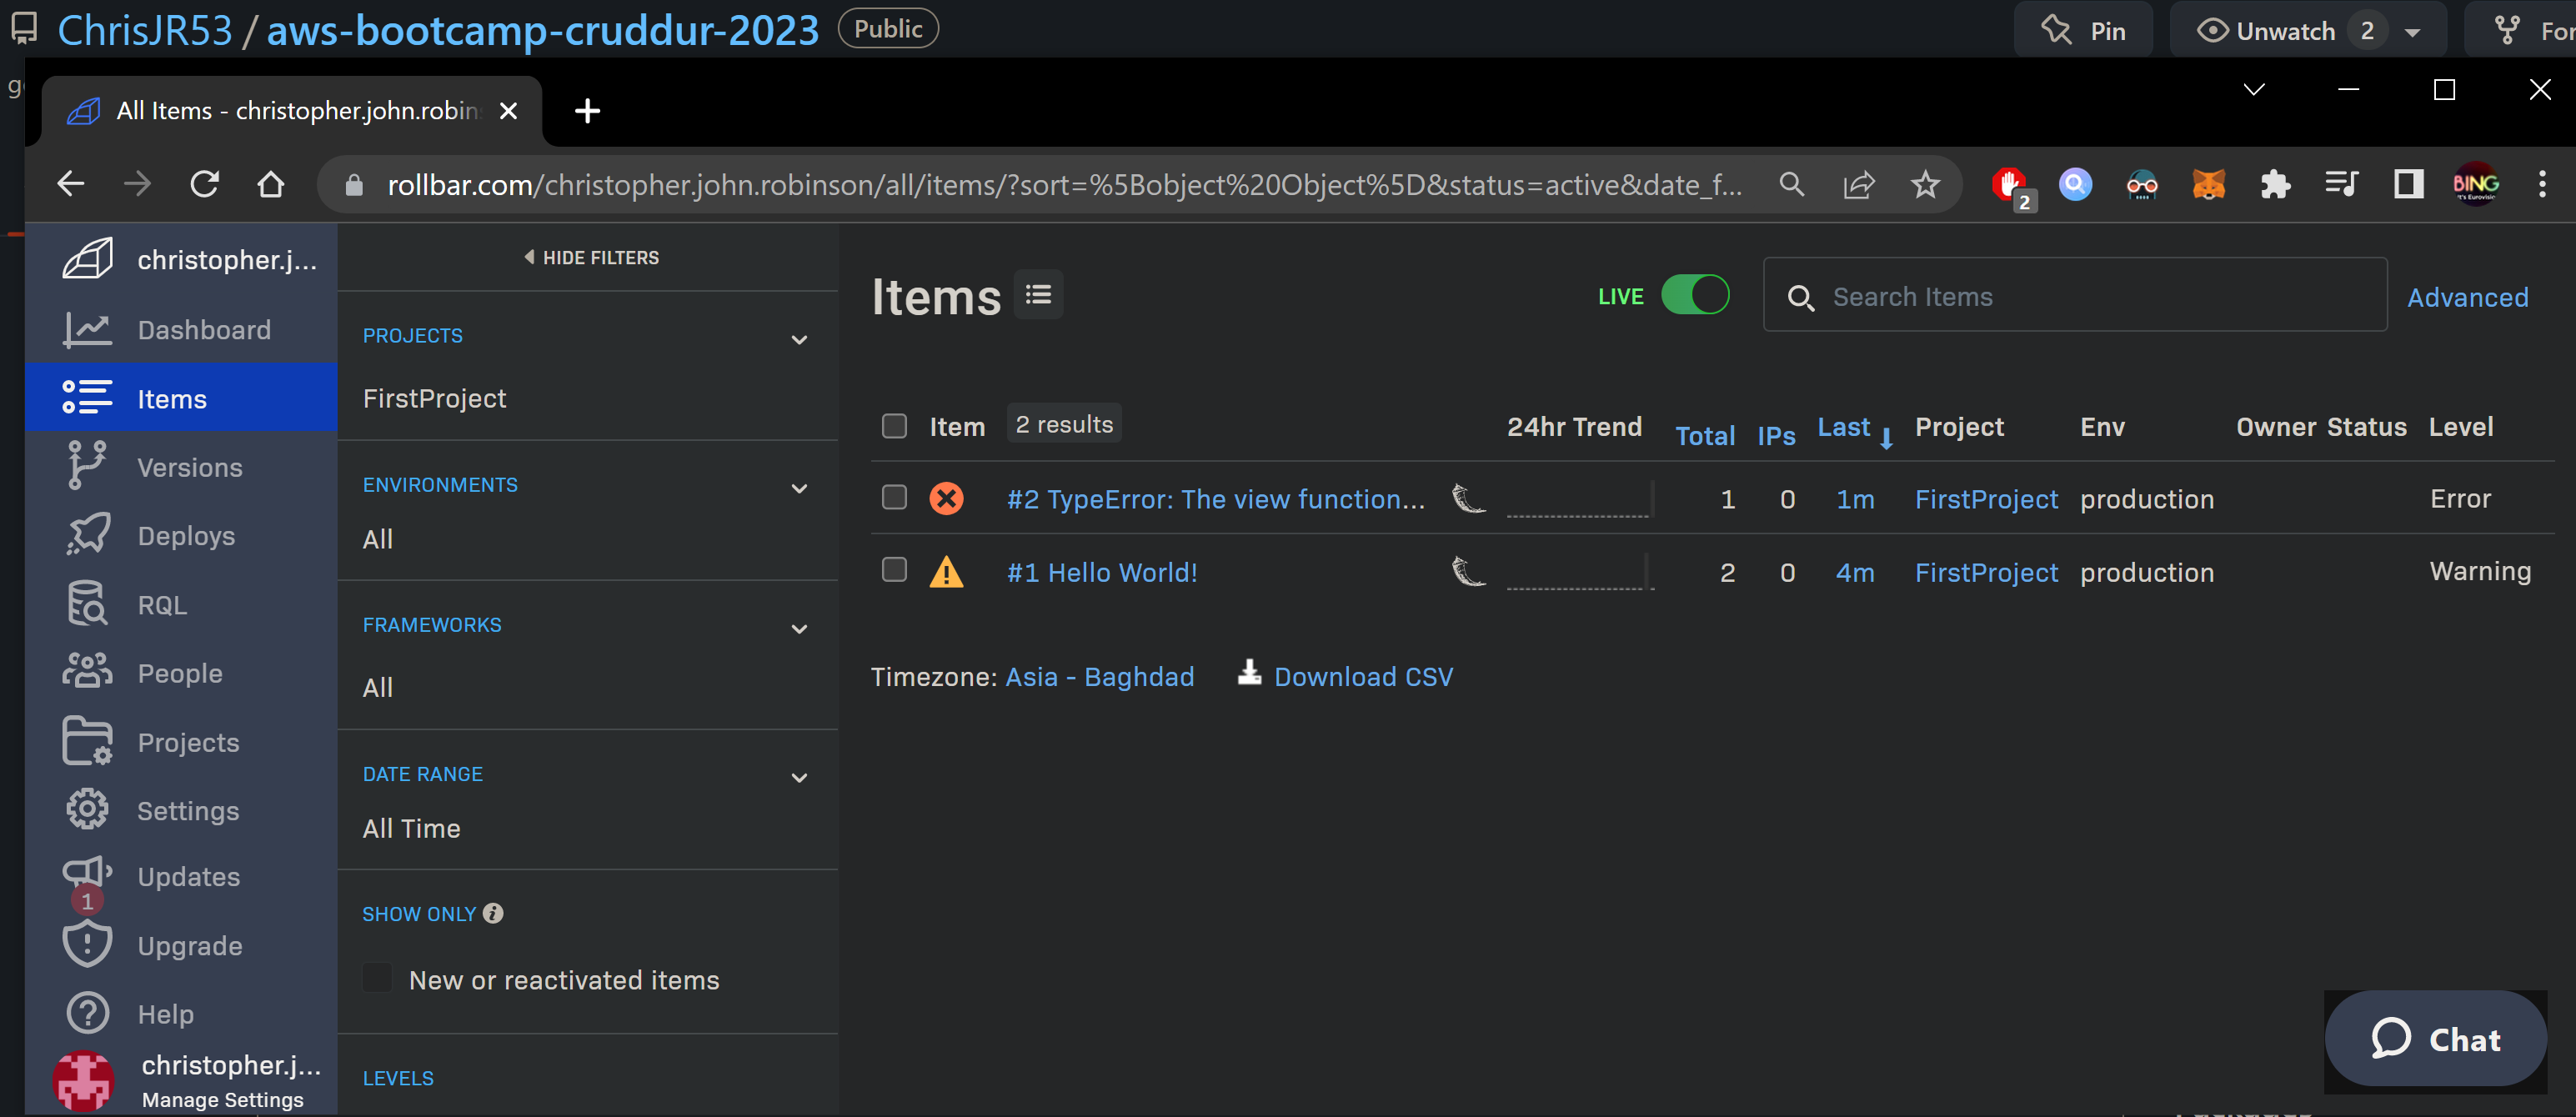 ChrisJR53 / aws-bootcamp-cruddur-2023 Public Pin Unwatch 2
All Items - christopher.john.robin
rollbar.com/christopher.john.robinson/all/items/?sort=%5Bobject%20Object%5D&status=active&date_f...
2
BING
christopher.j...
Dashboard
Items
Versions
Deploys
RQL
People
Projects
Settings
Updates
1
Upgrade
Help
christopher.j...
Manage Settings
HIDE FILTERS
PROJECTS
FirstProject
ENVIRONMENTS
All
FRAMEWORKS
All
DATE RANGE
All Time
SHOW ONLY
New or reactivated items
LEVELS
Items
LIVE
Search Items
Advanced
Item 2 results 24hr Trend Total IPs Last Project Env Owner Status Level
#2 TypeError: The view function... 1 0 1m FirstProject production Error
#1 Hello World! 2 0 4m FirstProject production Warning
Timezone: Asia - Baghdad Download CSV
Chat